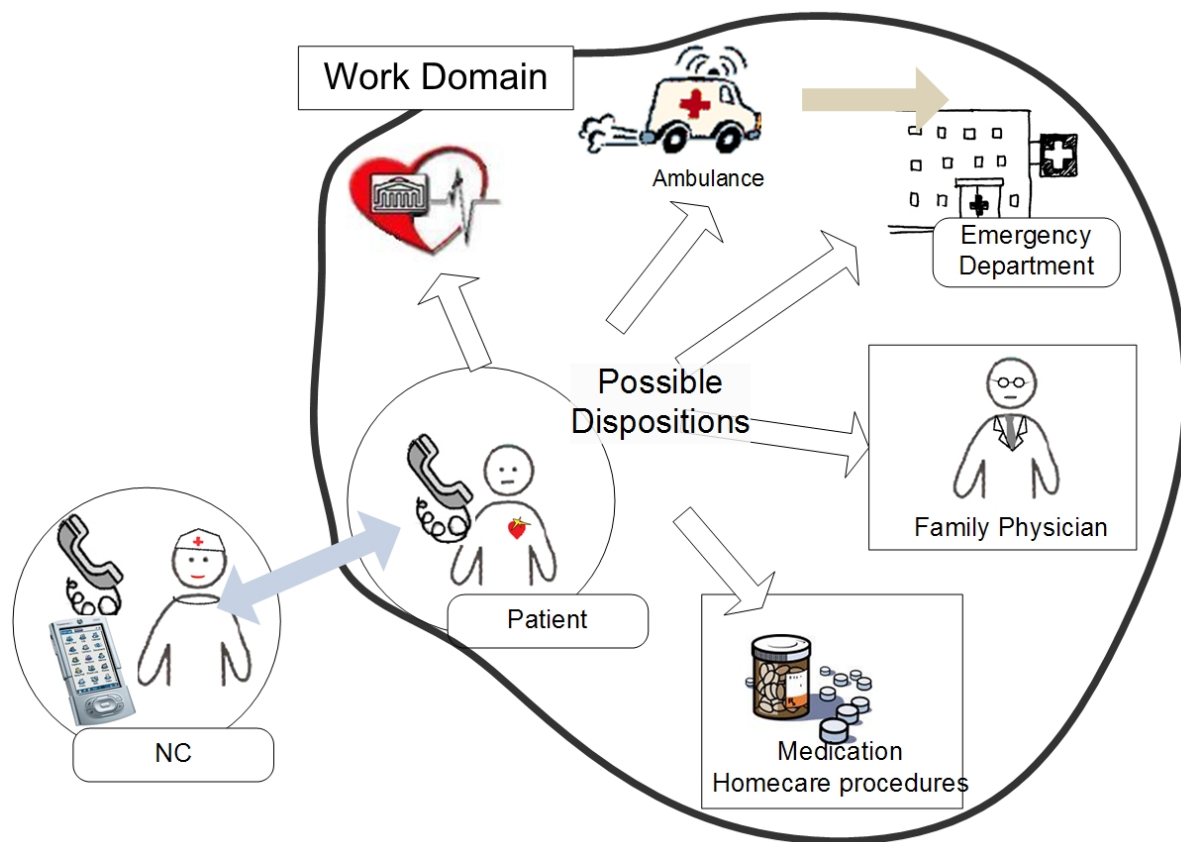 Work Domain
Ambulance
Emergency
Department
Possible
Dispositions
Family Physician
Patient
NC
Medication
Homecare procedures